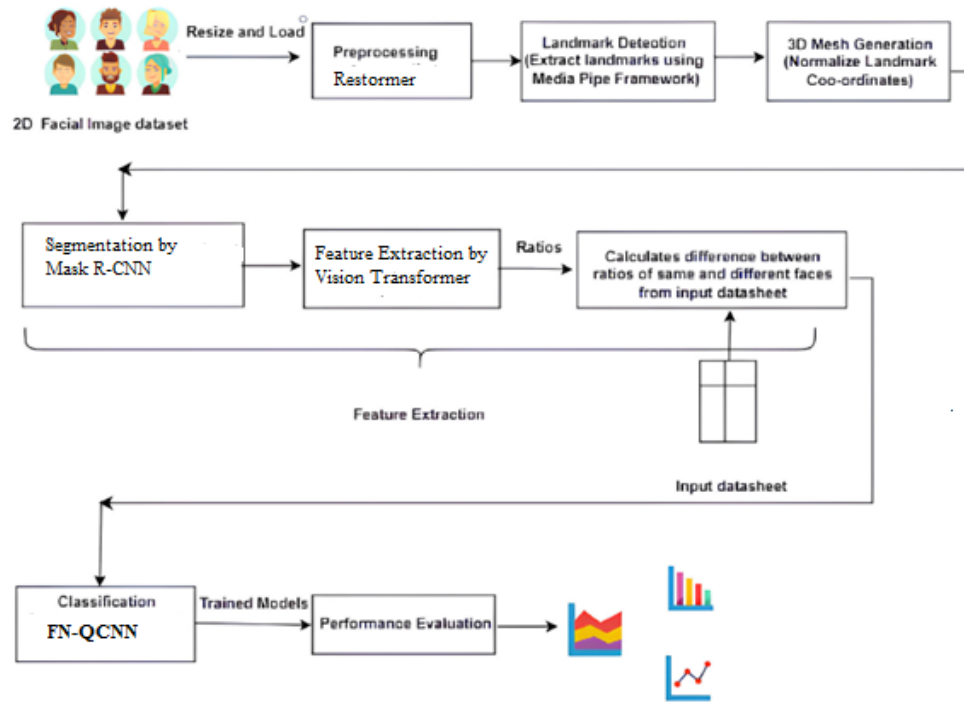 Resize and Load
Preprocessing
Restormer
Landmark Detection
(Extract landmarks using
Media Pipe Framework)
3D Mesh Generation
(Normalize Landmark
Coo-ordinates)
2D Facial Image dataset
Segmentation by
Mask R-CNN
Feature Extraction by
Vision Transformer
Ratios
Calculates difference between
ratios of same and different faces
from input datasheet
Feature Extraction
Input datasheet
Classification
FN-QCNN
Trained Models
Performance Evaluation